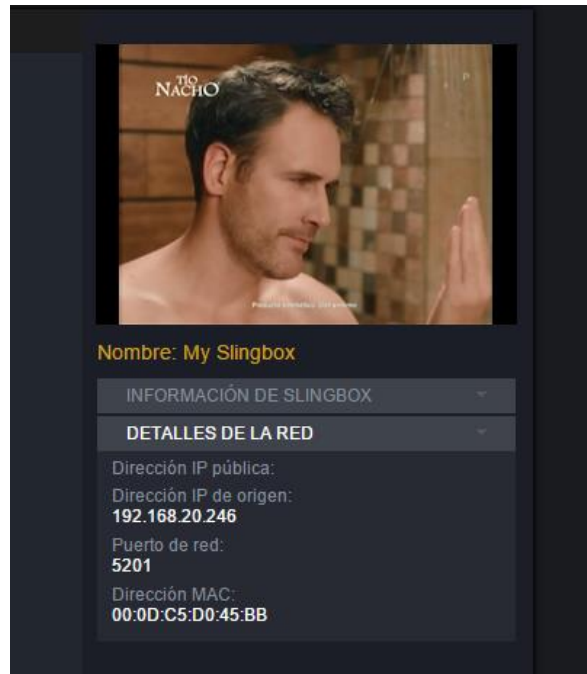 TÍO
NACHO
P
Nombre: My Slingbox
INFORMACIÓN DE SLINGBOX
DETALLES DE LA RED
Dirección IP pública:
Dirección IP de origen:
192.168.20.246
Puerto de red:
5201
Dirección MAC:
00:0D:C5:D0:45:BB